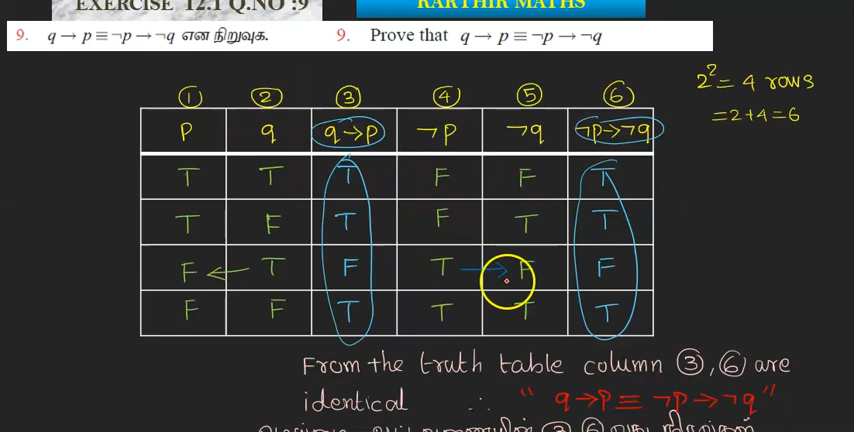 EXERCISE 12.1 Q.NO :9
KARTHIK MATHS
9. q → p ≡ ¬p → ¬q என நிறுவுக.
9. Prove that q → p ≡ ¬p → ¬q
2² = 4 rows
= 2 + 4 = 6
① ② ③ ④ ⑤ ⑥
p q q→p ¬p ¬q ¬p→¬q
T T T F F T
T F T F T T
F T F T F F
F F T T T T
From the truth table column ③, ⑥ are
identical ∴ " q→p ≡ ¬p→¬q "